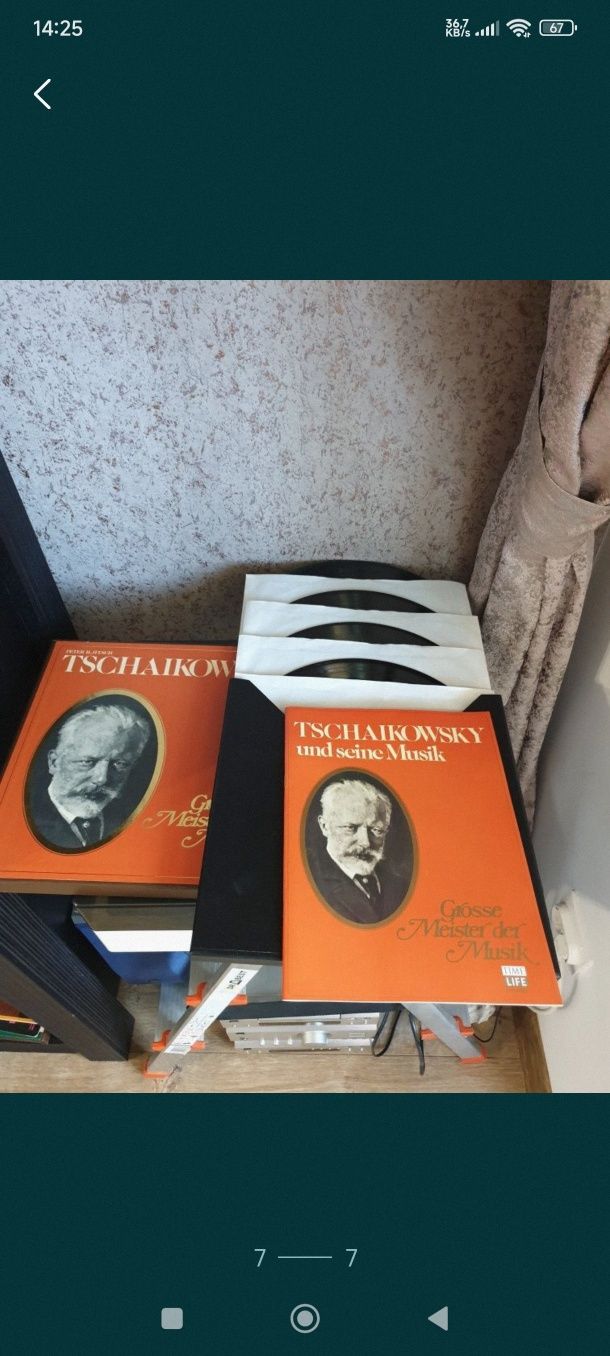 14:25
36,7
KB/s
67
PETER ILJITSCH
TSCHAIKOW
TSCHAIKOWSKY
und seine Musik
Grosse
Meister der
Musik
TIME
LIFE
7
7